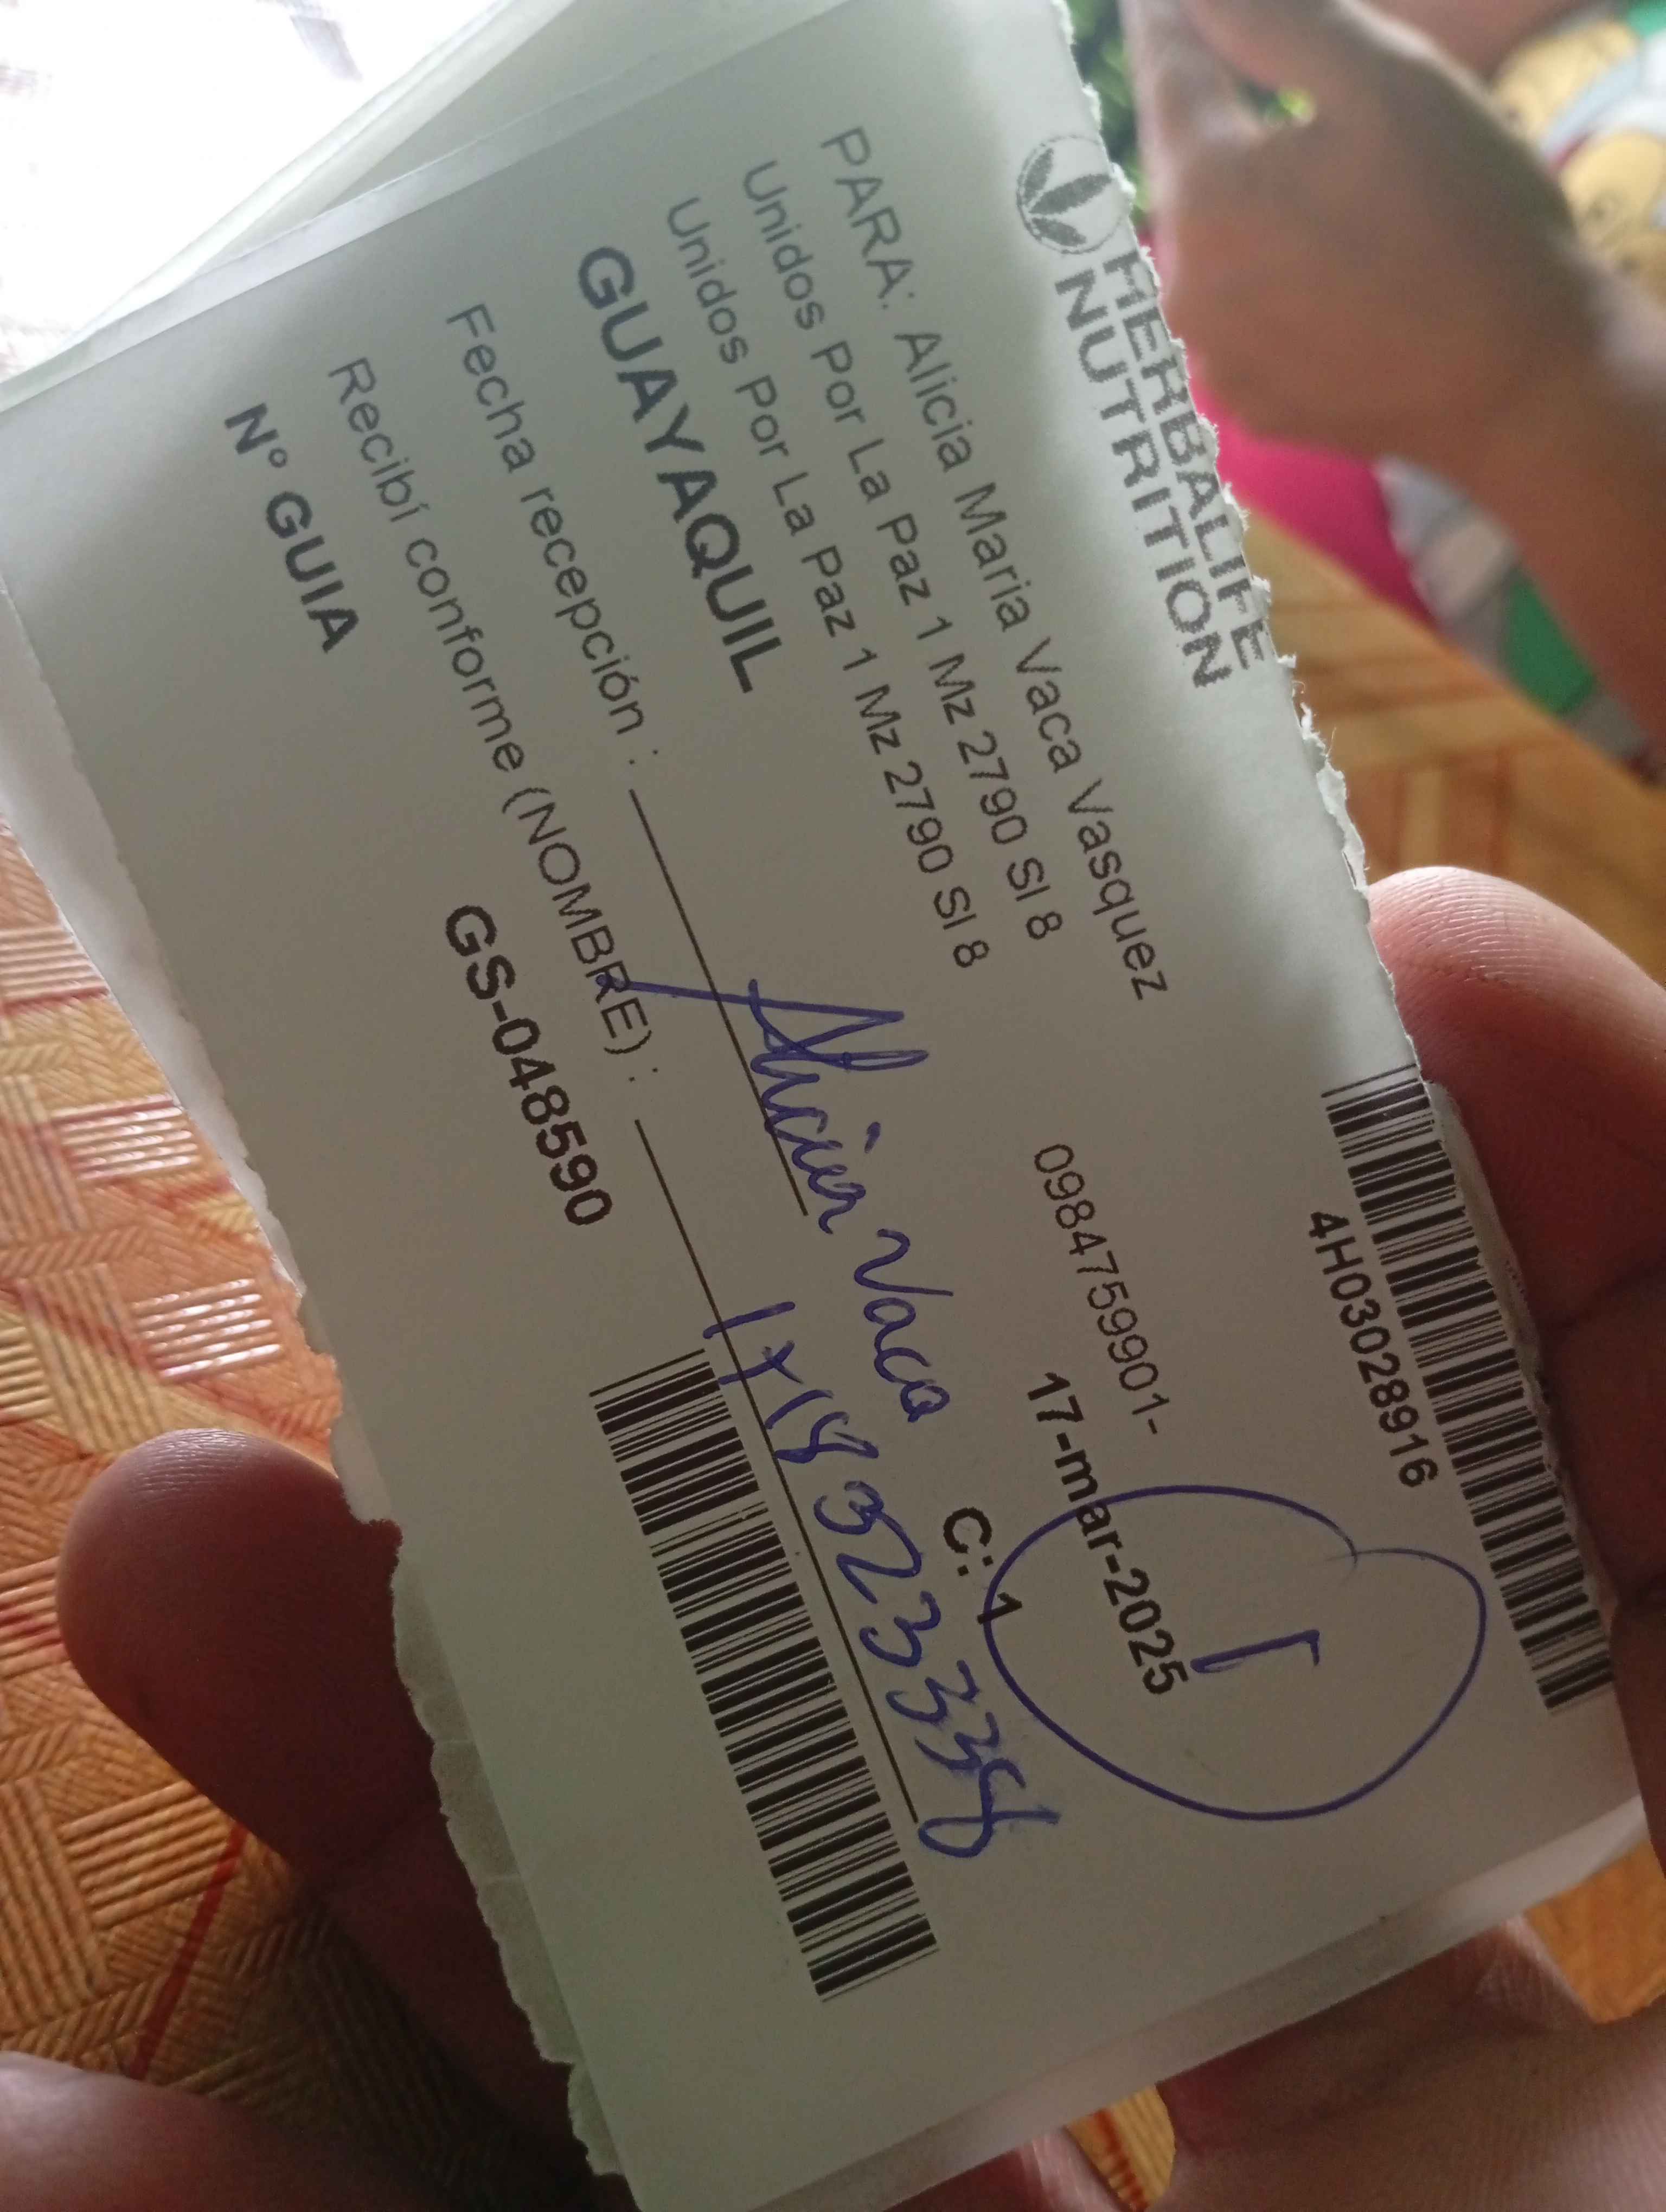 HERBALIFE
NUTRITION
4H03028916
PARA: Alicia Maria Vaca Vasquez
Unidos Por La Paz 1 Mz 2790 Sl 8
0984759901-
Unidos Por La Paz 1 Mz 2790 Sl 8
17-mar-2025
1
GUAYAQUIL
C: 1
Fecha recepción :
Alicia Vaca
Recibí conforme (NOMBRE) :
N° GUIA
GS-048590